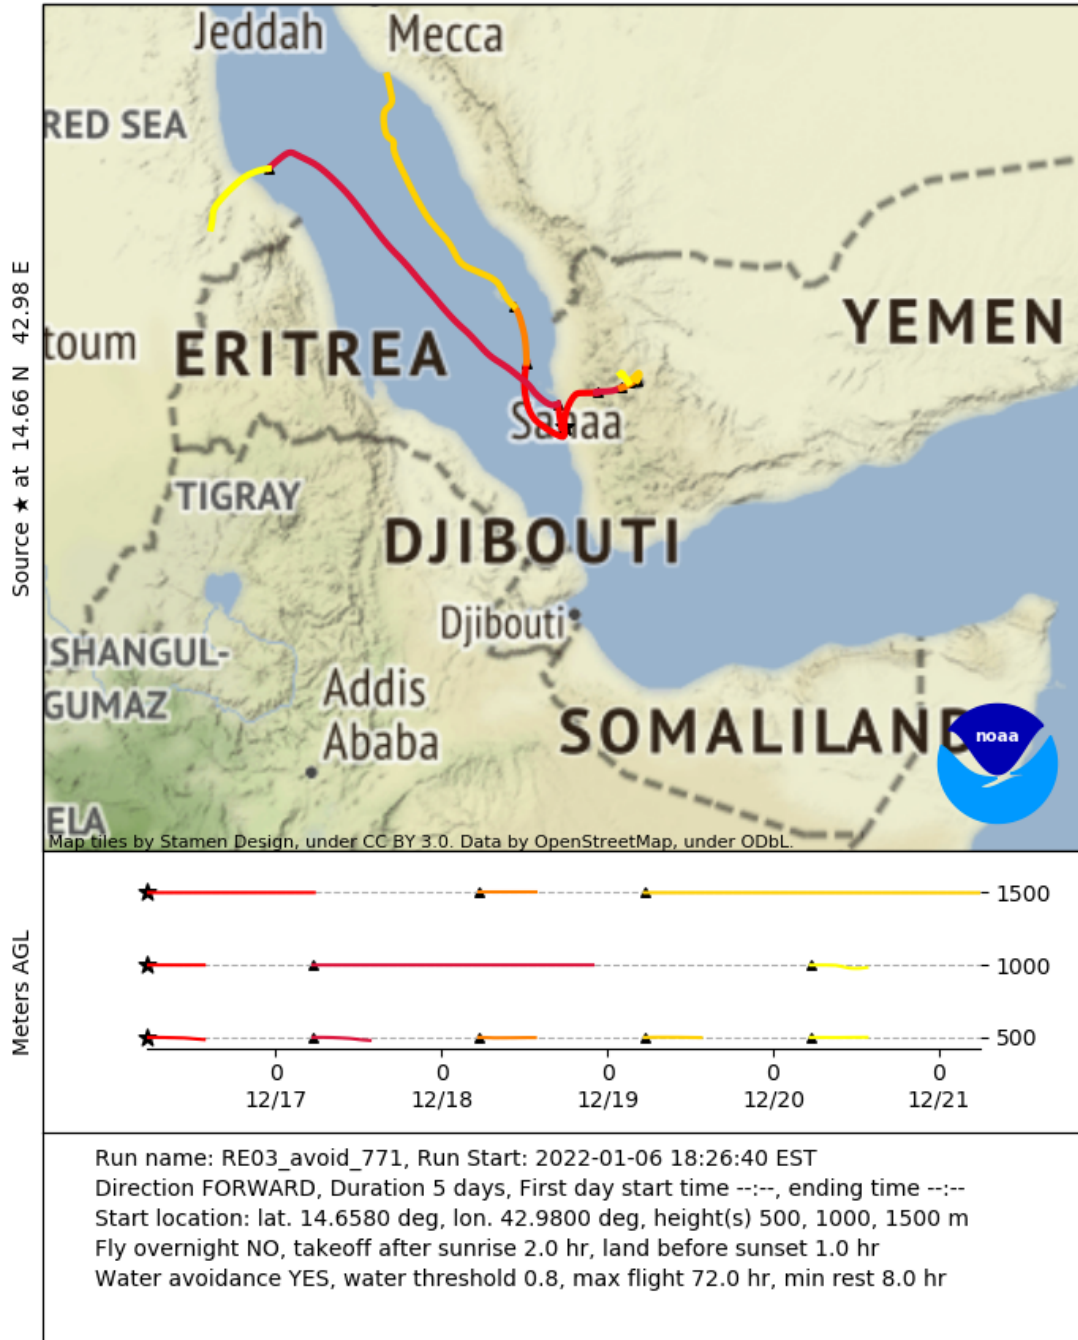 Jeddah Mecca
RED SEA
YEMEN
toum ERITREA
Sanaa
TIGRAY
DJIBOUTI
Djibouti
ISHANGUL-
GUMAZ
Addis
Ababa
SOMALILAND
noaa
ELA
Map tiles by Stamen Design, under CC BY 3.0. Data by OpenStreetMap, under ODbL.
Source ★ at 14.66 N 42.98 E
Meters AGL
1500
1000
500
0 0 0 0 0
12/17 12/18 12/19 12/20 12/21
Run name: RE03_avoid_771, Run Start: 2022-01-06 18:26:40 EST
Direction FORWARD, Duration 5 days, First day start time --:--, ending time --:--
Start location: lat. 14.6580 deg, lon. 42.9800 deg, height(s) 500, 1000, 1500 m
Fly overnight NO, takeoff after sunrise 2.0 hr, land before sunset 1.0 hr
Water avoidance YES, water threshold 0.8, max flight 72.0 hr, min rest 8.0 hr